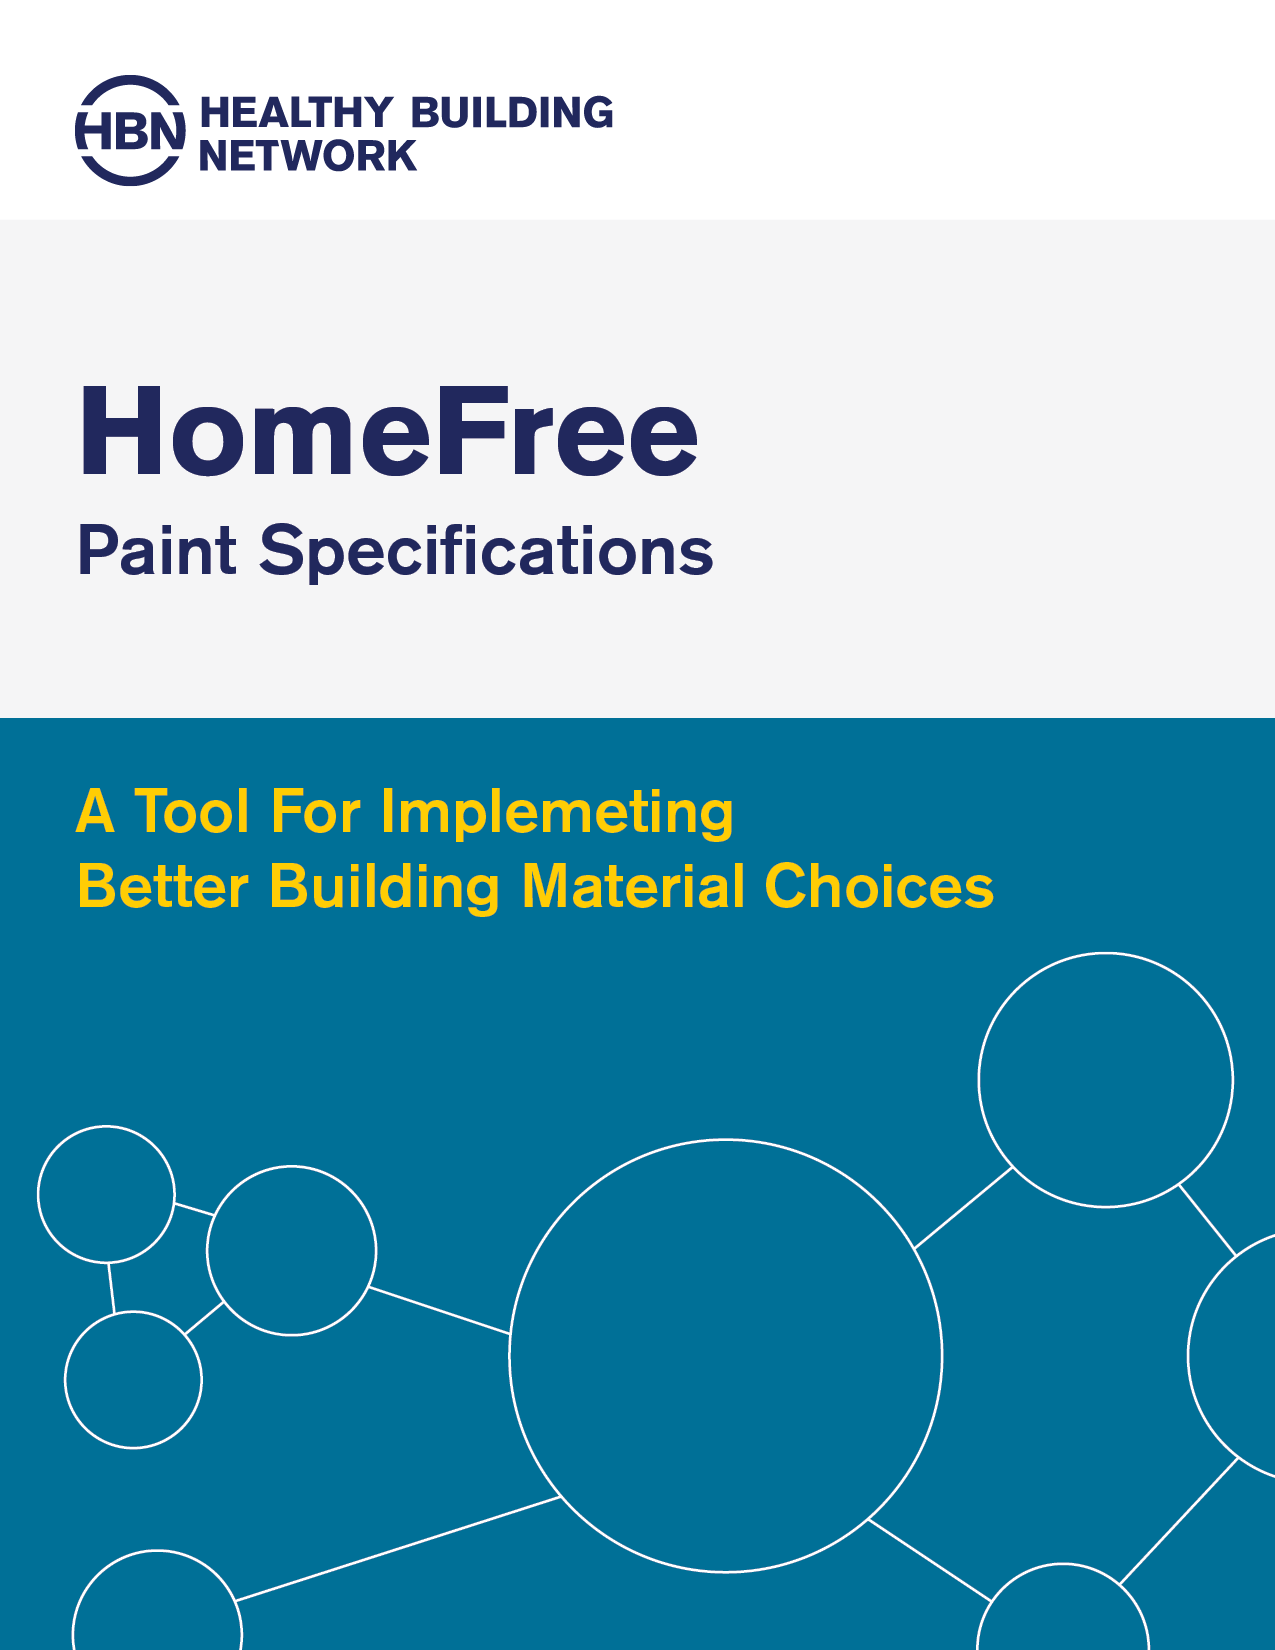 HBN
HEALTHY BUILDING
NETWORK
HomeFree
Paint Specifications
A Tool For Implemeting
Better Building Material Choices